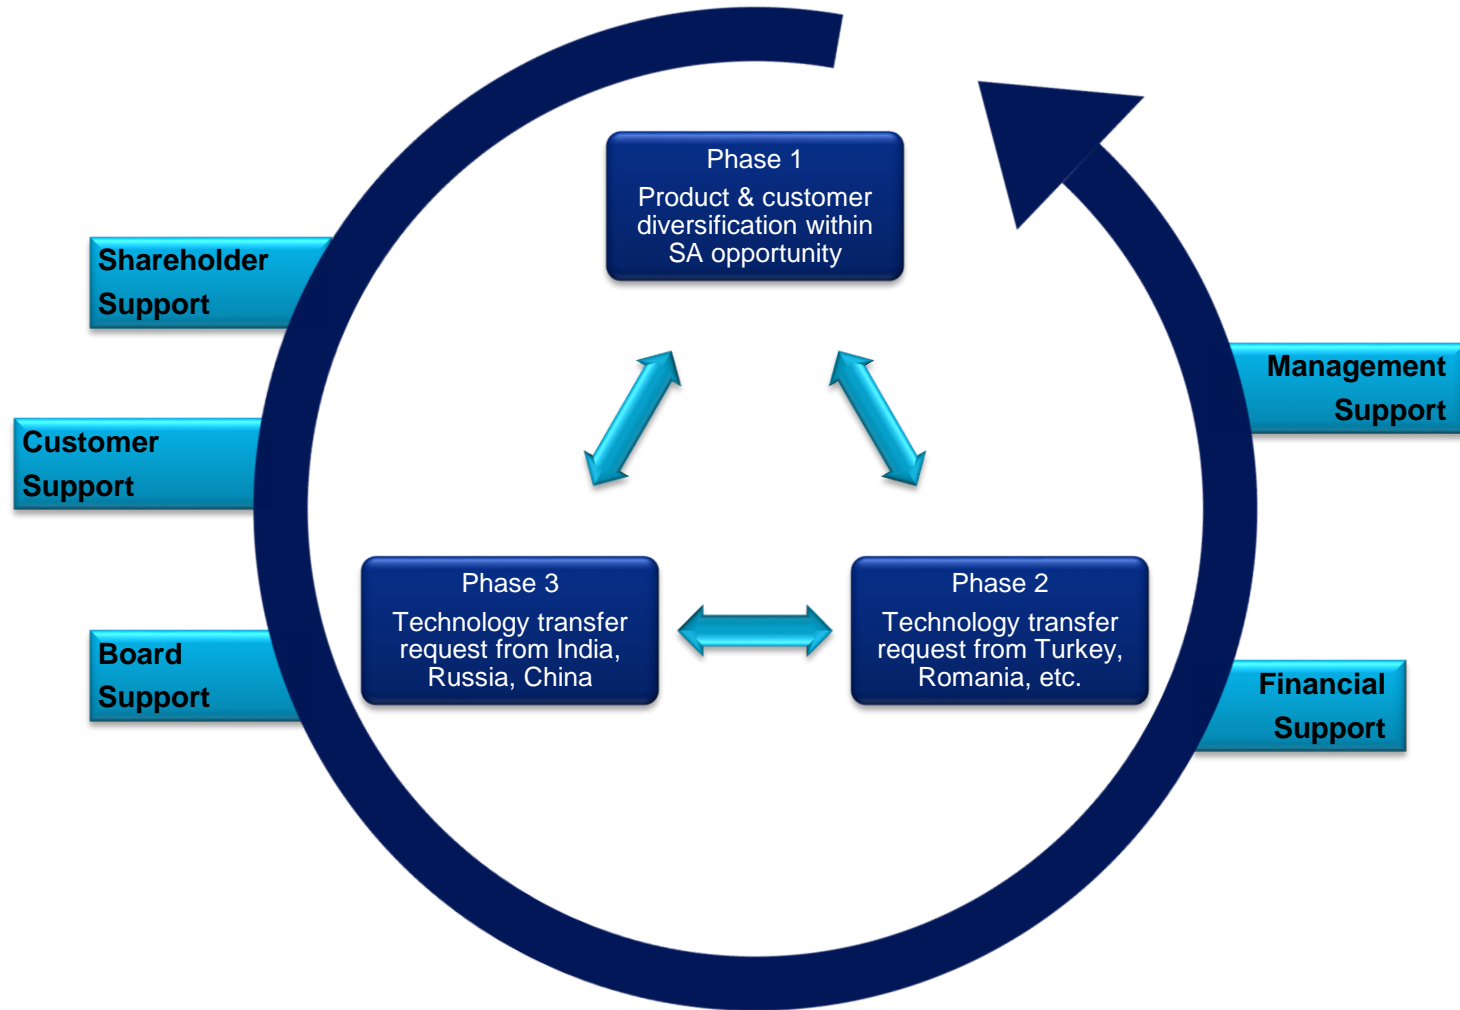 Phase 1
Product & customer
diversification within
SA opportunity
Shareholder
Support
Management
Support
Customer
Support
Phase 3
Technology transfer
request from India,
Russia, China
Phase 2
Technology transfer
request from Turkey,
Romania, etc.
Board
Support
Financial
Support